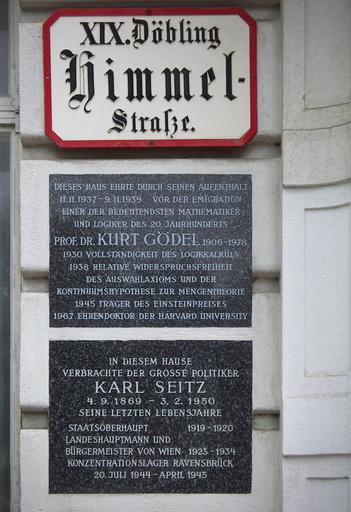 XIX. Döbling
Himmel-
Straſze.
DIESES HAUS EHRTE DURCH SEINEN AUFENTHALT
11.11.1937 - 9.11.1939 VOR DER EMIGRATION
EINER DER BEDEUTENDSTEN MATHEMATIKER
UND LOGIKER DES 20. JAHRHUNDERTS
PROF. DR. KURT GÖDEL 1906-1978
1930 VOLLSTÄNDIGKEIT DES LOGIKKALKÜLS
1938 RELATIVE WIDERSPRUCHSFREIHEIT
DES AUSWAHLAXIOMS UND DER
KONTINUUMSHYPOTHESE ZUR MENGENTHEORIE
1945 TRÄGER DES EINSTEINPREISES
1967 EHRENDOKTOR DER HARVARD UNIVERSITY
IN DIESEM HAUSE
VERBRACHTE DER GROSSE POLITIKER
KARL SEITZ
4. 9. 1869 – 3. 2. 1950
SEINE LETZTEN LEBENSJAHRE
STAATSOBERHAUPT 1919 - 1920
LANDESHAUPTMANN UND
BÜRGERMEISTER VON WIEN 1923 - 1934
KONZENTRATIONSLAGER RAVENSBRÜCK
20. JULI 1944 - APRIL 1945